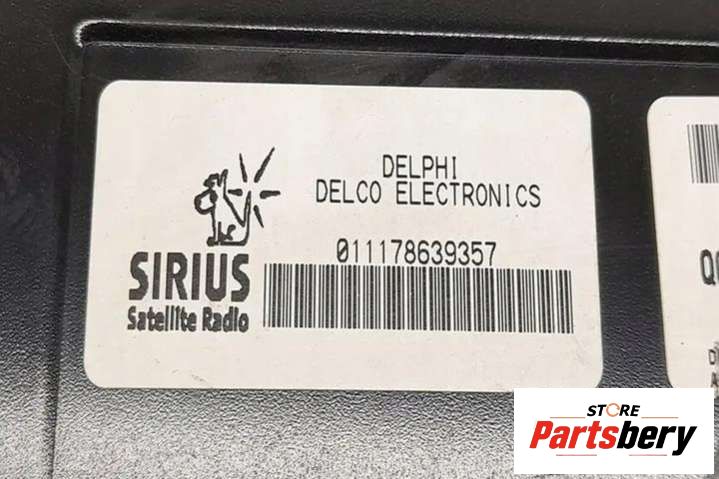 DELPHI
DELCO ELECTRONICS
011178639357
SIRIUS
Satellite Radio
STORE
Partsbery